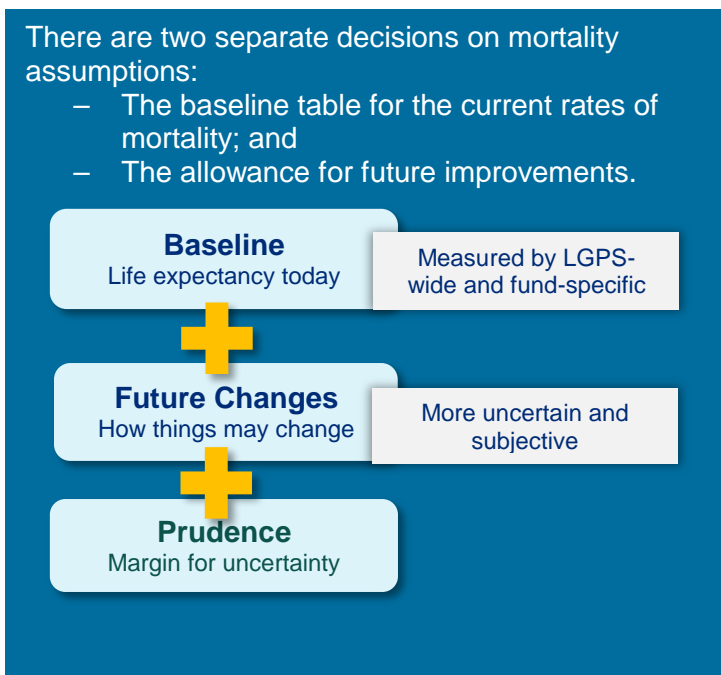 There are two separate decisions on mortality
assumptions:
– The baseline table for the current rates of
mortality; and
– The allowance for future improvements.
Baseline
Life expectancy today
Measured by LGPS-
wide and fund-specific
Future Changes
How things may change
More uncertain and
subjective
Prudence
Margin for uncertainty